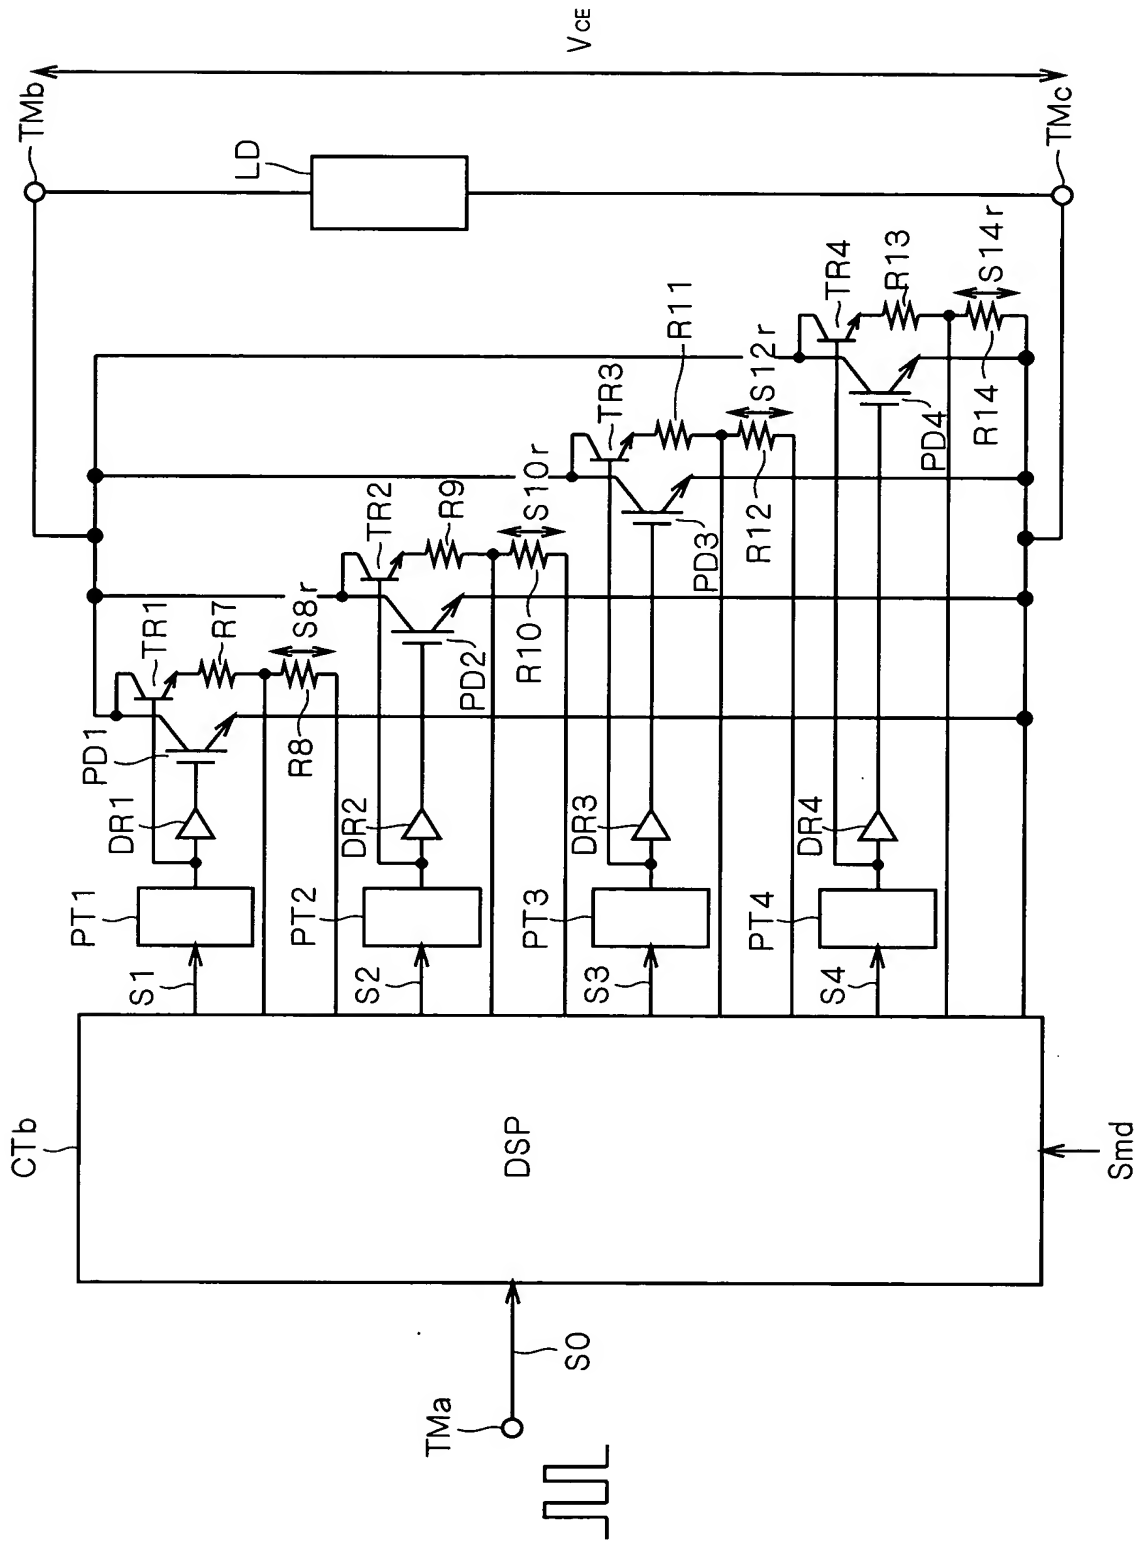 VCE
TMb
TMc
LD
TR4
R13
S14r
R14
PD4
TR3
R11
S12r
R12
PD3
TR2
R9
S10r
R10
PD2
TR1
R7
S8r
R8
PD1
DR1
DR2
DR3
DR4
PT1
PT2
PT3
PT4
S1
S2
S3
S4
CTb
DSP
Smd
S0
TMa